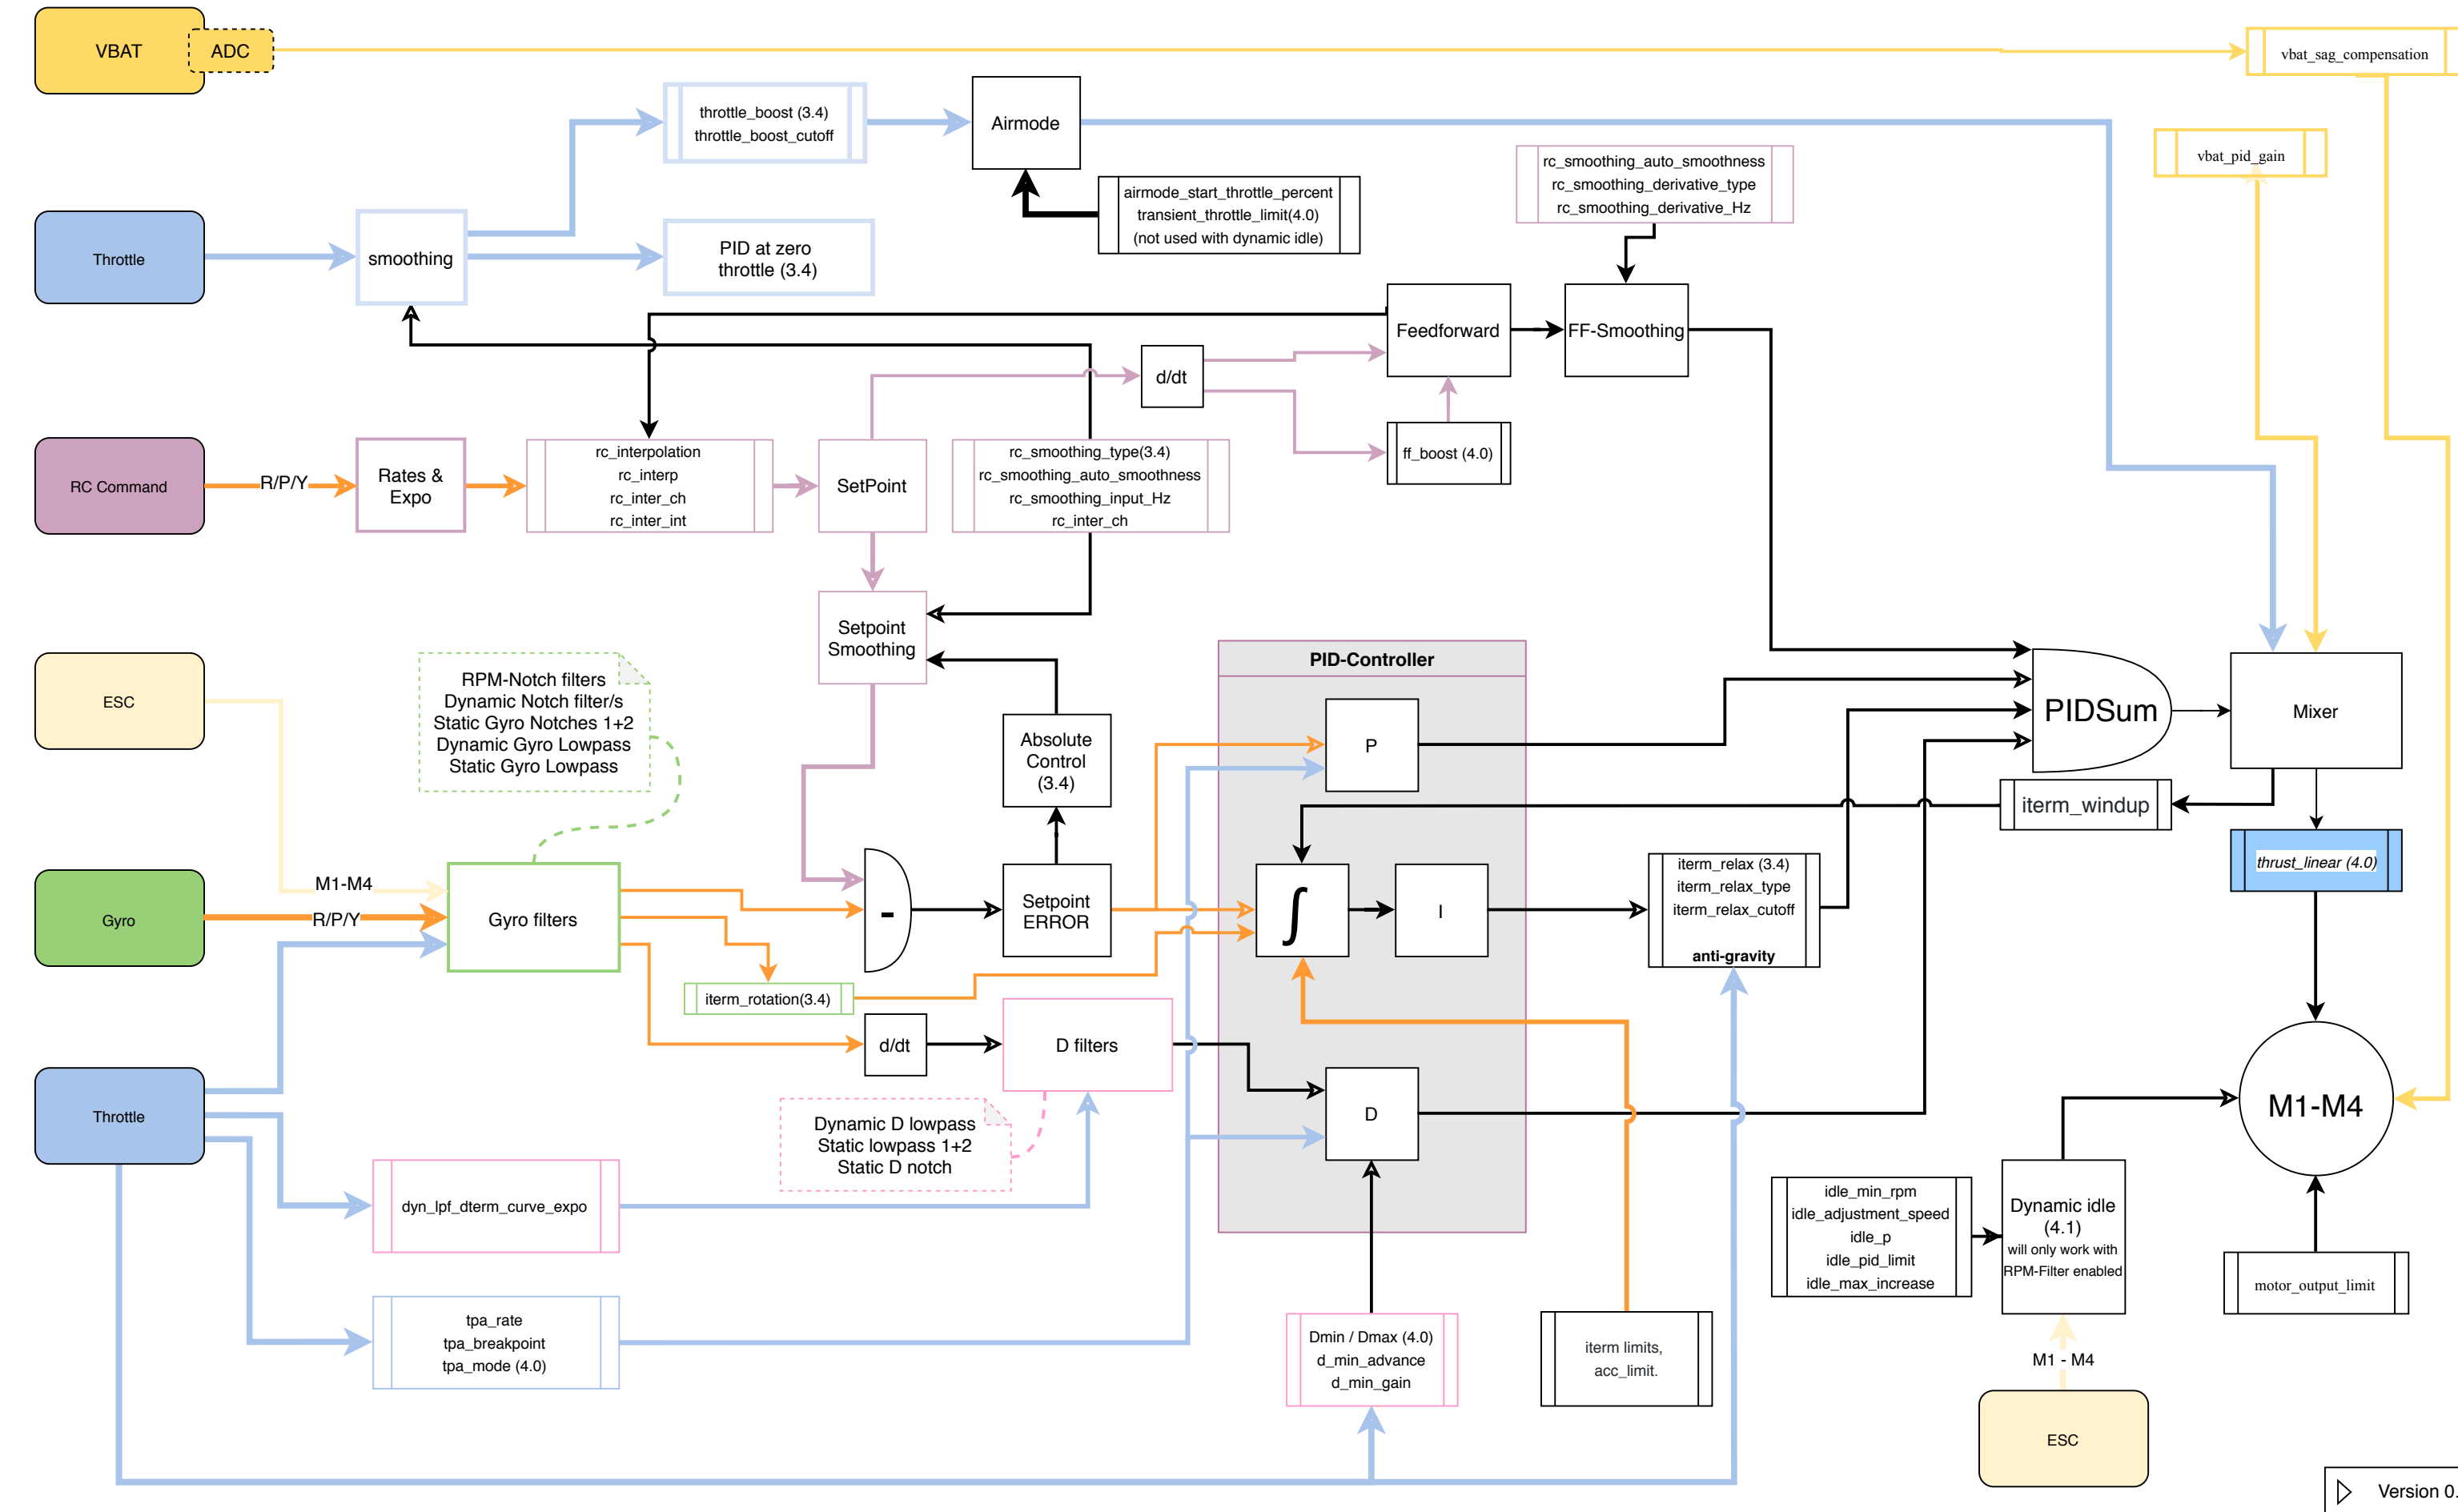 VBAT
ADC
vbat_sag_compensation
throttle_boost (3.4)
throttle_boost_cutoff
Airmode
vbat_pid_gain
airmode_start_throttle_percent
transient_throttle_limit(4.0)
(not used with dynamic idle)
rc_smoothing_auto_smoothness
rc_smoothing_derivative_type
rc_smoothing_derivative_Hz
Throttle
smoothing
PID at zero
throttle (3.4)
Feedforward
FF-Smoothing
d/dt
ff_boost (4.0)
RC Command
R/P/Y
Rates &
Expo
rc_interpolation
rc_interp
rc_inter_ch
rc_inter_int
SetPoint
rc_smoothing_type(3.4)
rc_smoothing_auto_smoothness
rc_smoothing_input_Hz
rc_inter_ch
Setpoint
Smoothing
ESC
RPM-Notch filters
Dynamic Notch filter/s
Static Gyro Notches 1+2
Dynamic Gyro Lowpass
Static Gyro Lowpass
Absolute
Control
(3.4)
PID-Controller
P
PIDSum
Mixer
iterm_windup
thrust_linear (4.0)
Gyro
M1-M4
R/P/Y
Gyro filters
-
Setpoint
ERROR
∫
I
iterm_relax (3.4)
iterm_relax_type
iterm_relax_cutoff
anti-gravity
iterm_rotation(3.4)
d/dt
D filters
D
M1-M4
Throttle
Dynamic D lowpass
Static lowpass 1+2
Static D notch
dyn_lpf_dterm_curve_expo
idle_min_rpm
idle_adjustment_speed
idle_p
idle_pid_limit
idle_max_increase
Dynamic idle
(4.1)
will only work with
RPM-Filter enabled
motor_output_limit
tpa_rate
tpa_breakpoint
tpa_mode (4.0)
Dmin / Dmax (4.0)
d_min_advance
d_min_gain
iterm limits,
acc_limit.
M1 - M4
ESC
Version 0.